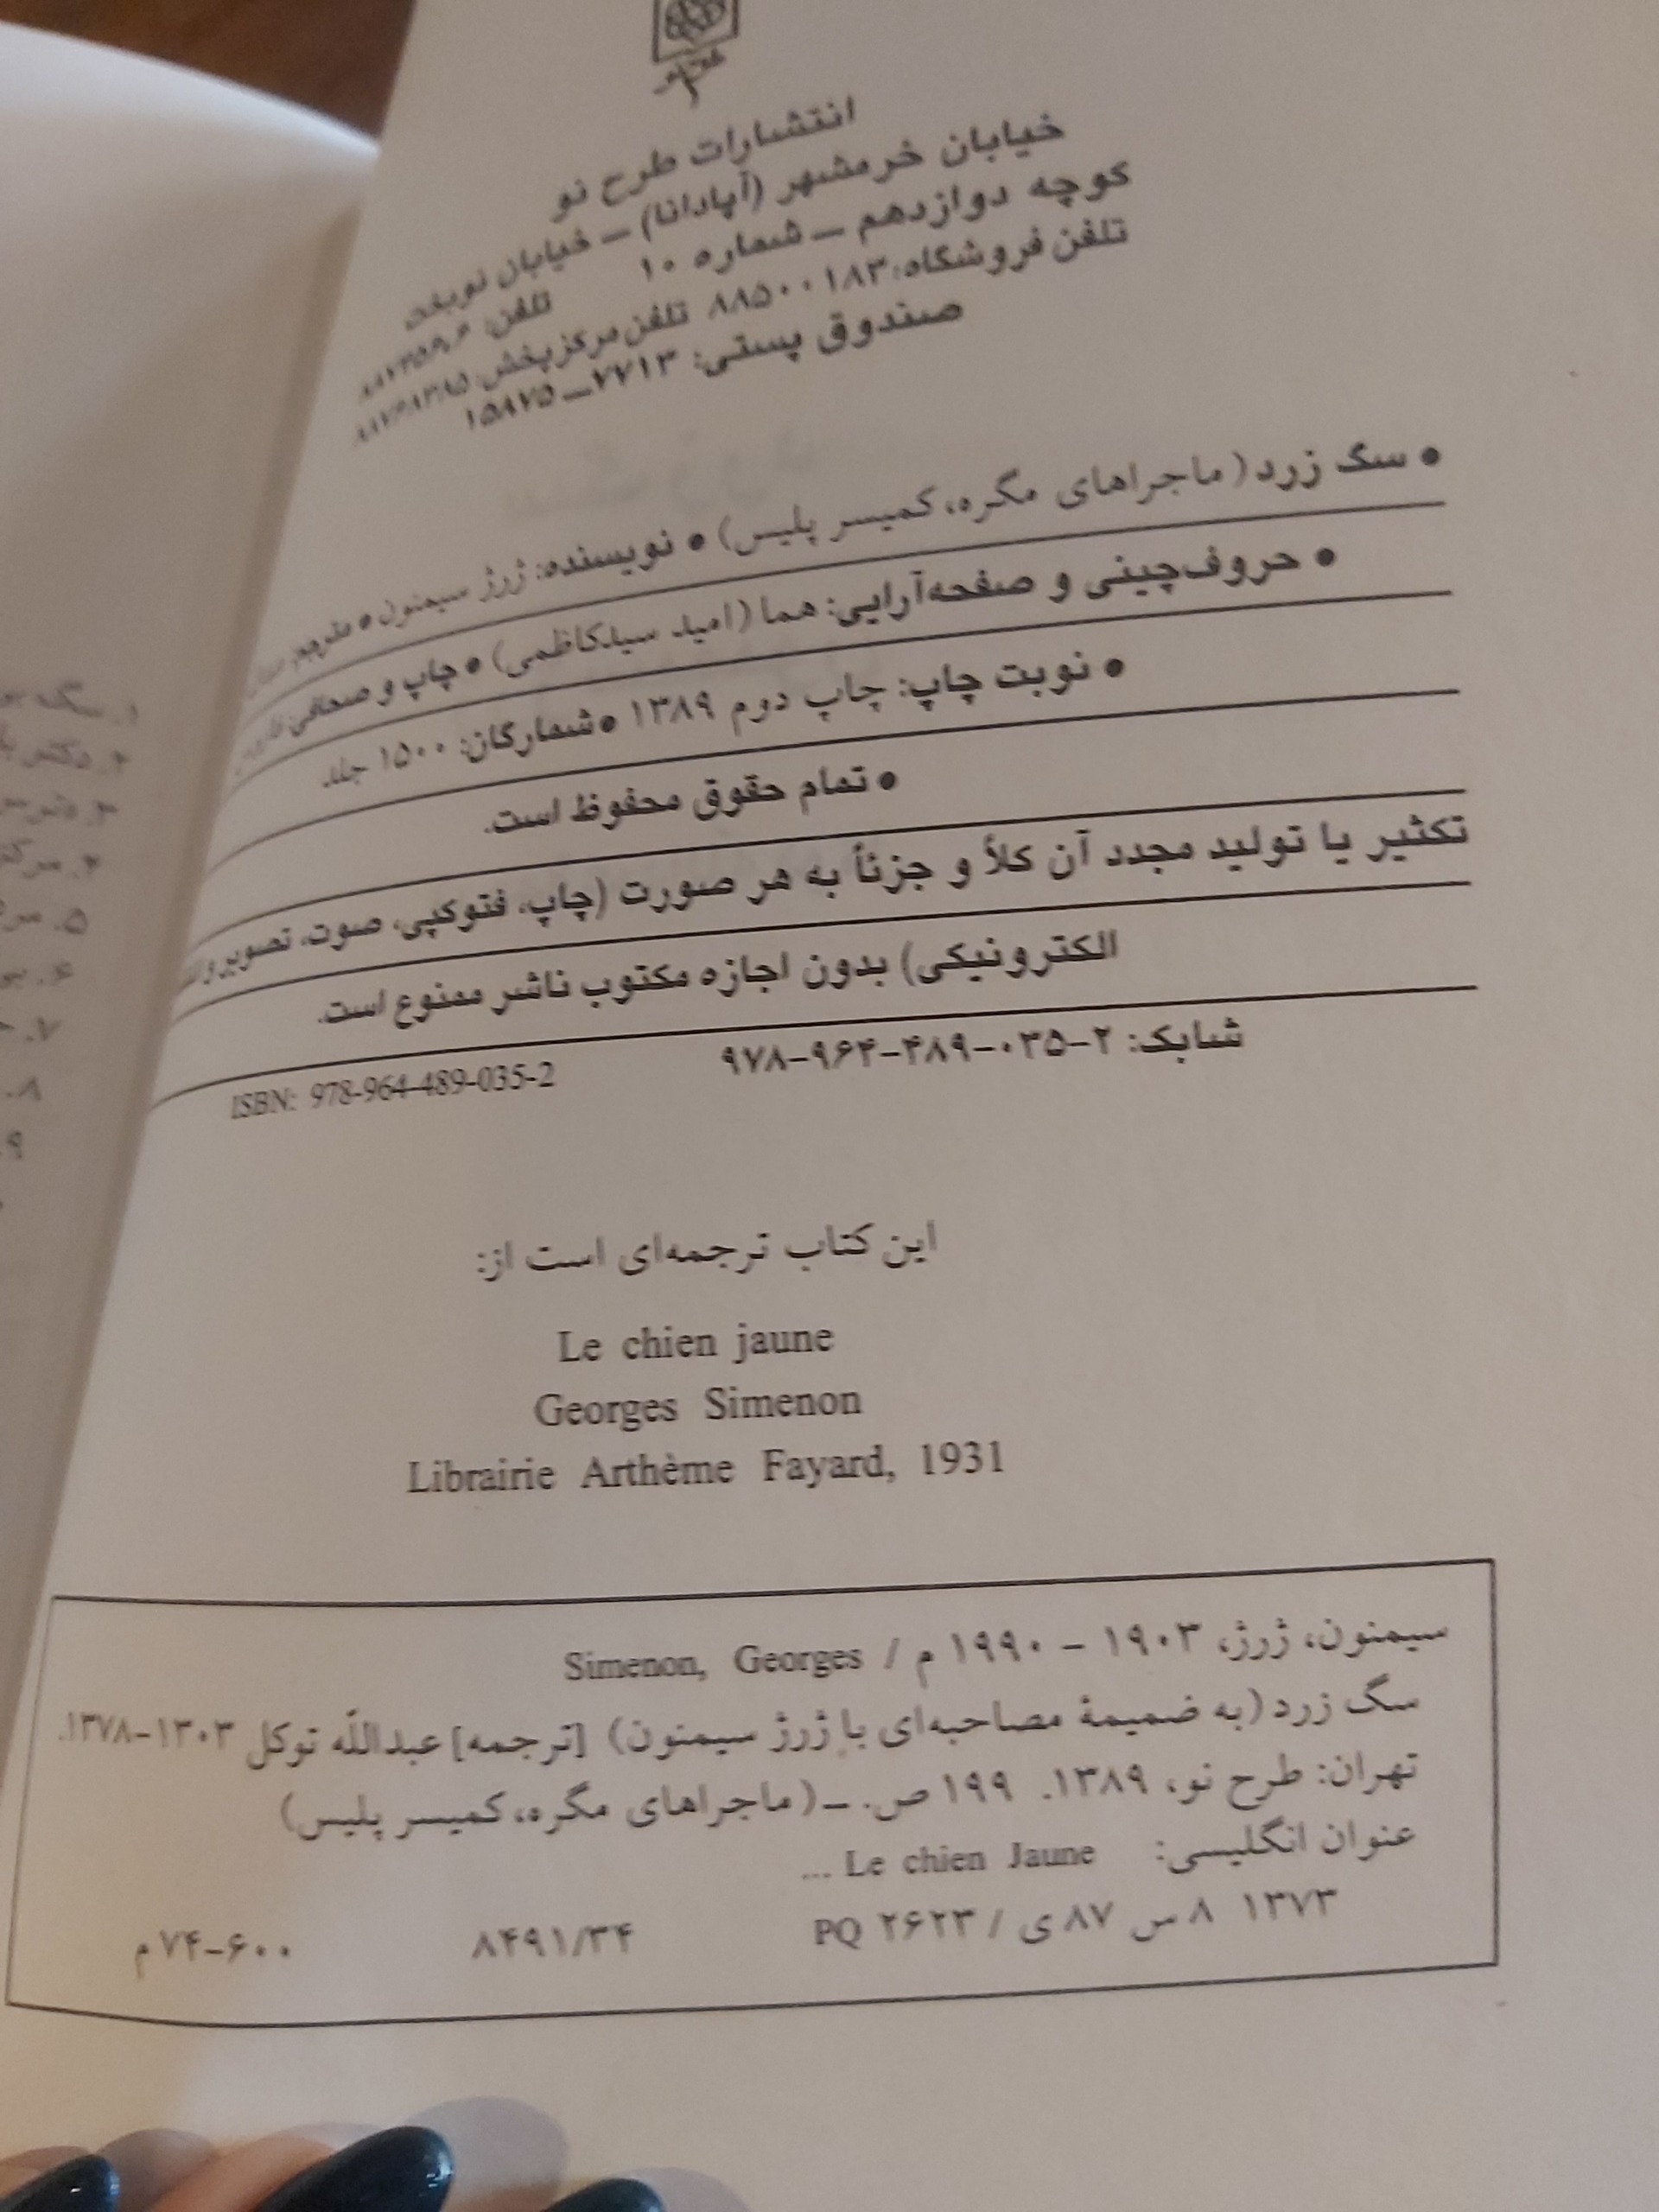 طرح نو
انتشارات طرح نو
خیابان خرمشهر (آپادانا) – خیابان نوبخت
کوچه دوازدهم – شماره ۱۰ تلفن:
تلفن فروشگاه: ۸۸۵۰۰۱۸۳ تلفن مرکز پخش:
صندوق پستی: ۷۷۱۳–۱۵۸۷۵
● سگ زرد (ماجراهای مگره، کمیسر پلیس) ● نویسنده: ژرژ سیمنون ● مترجم:
● حروف‌چینی و صفحه‌آرایی: هما (امید سیدکاظمی) ● چاپ و صحافی:
● نوبت چاپ: چاپ دوم ۱۳۸۹ ● شمارگان: ۱۵۰۰ جلد
● تمام حقوق محفوظ است.
تکثیر یا تولید مجدد آن کلاً و جزئاً به هر صورت (چاپ، فتوکپی، صوت، تصویر و
الکترونیکی) بدون اجازه مکتوب ناشر ممنوع است.
شابک: ۲-۰۳۵-۴۸۹-۹۶۴-۹۷۸ ISBN: 978-964-489-035-2
این کتاب ترجمه‌ای است از:
Le chien jaune
Georges Simenon
Librairie Arthème Fayard, 1931
سیمنون، ژرژ، ۱۹۰۳ – ۱۹۹۰ م / Simenon, Georges
سگ زرد (به ضمیمهٔ مصاحبه‌ای با ژرژ سیمنون) [ترجمه] عبداللّه توکل ۱۳۰۳–۱۳۷۸.
تهران: طرح نو، ۱۳۸۹. ۱۹۹ ص. – (ماجراهای مگره، کمیسر پلیس)
عنوان انگلیسی: Le chien Jaune ...
۱۳۷۳ ۸ س ۸۷ ی / PQ ۲۶۲۳ ۸۴۹۱/۳۴ ۷۴–۶۰۰ م